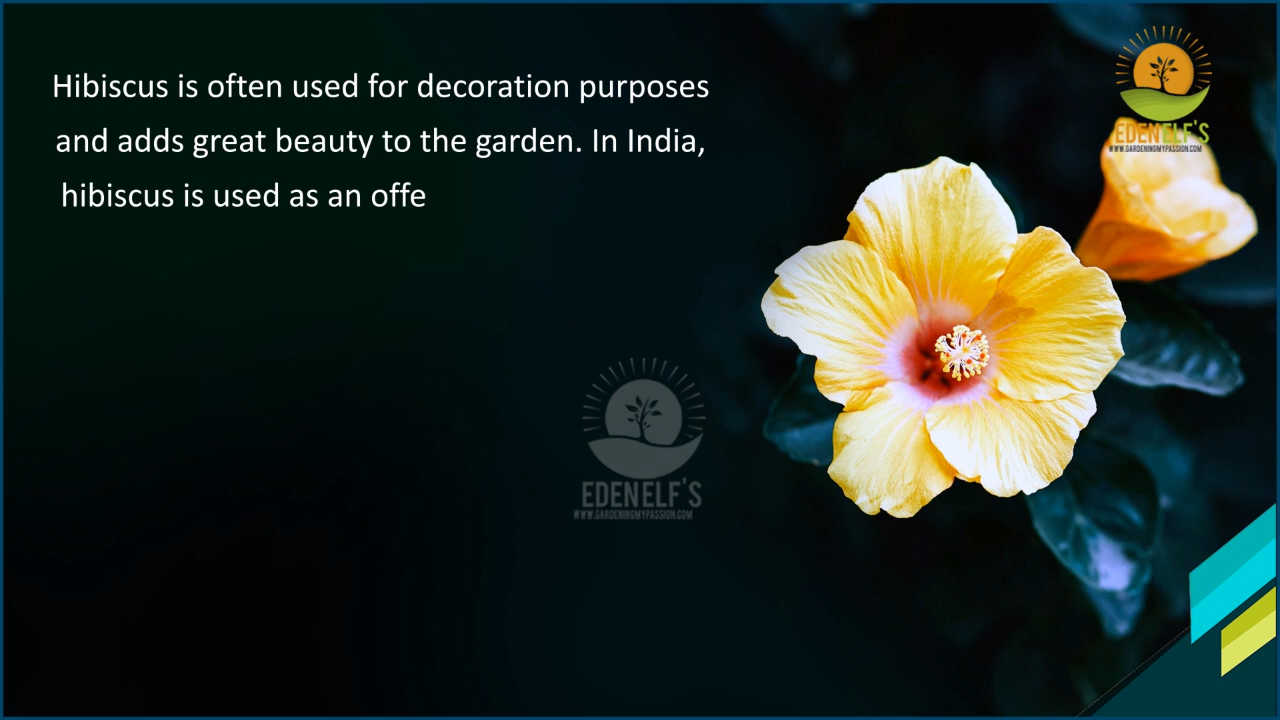 Hibiscus is often used for decoration purposes
and adds great beauty to the garden. In India,
hibiscus is used as an offe
EDENELF'S
WWW.GARDENINGMYPASSION.COM
EDENELF'S
WWW.GARDENINGMYPASSION.COM